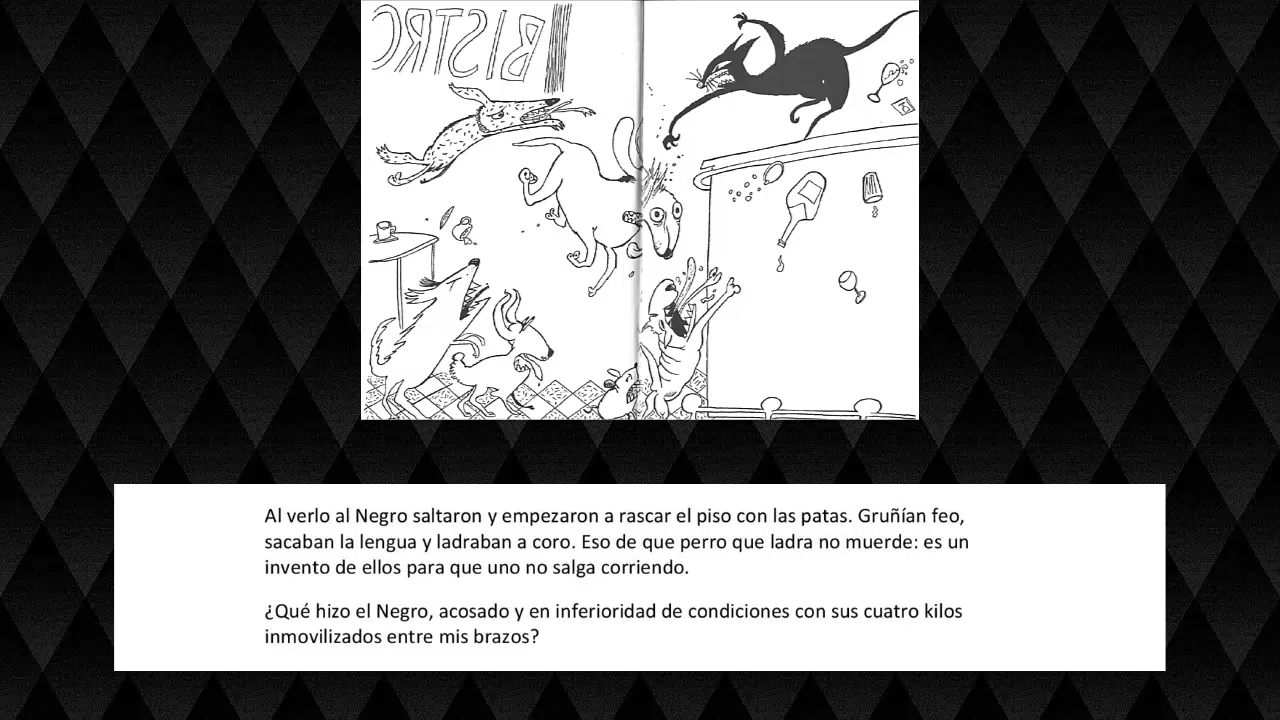 BISTRO
Al verlo al Negro saltaron y empezaron a rascar el piso con las patas. Gruñían feo,
sacaban la lengua y ladraban a coro. Eso de que perro que ladra no muerde: es un
invento de ellos para que uno no salga corriendo.
¿Qué hizo el Negro, acosado y en inferioridad de condiciones con sus cuatro kilos
inmovilizados entre mis brazos?